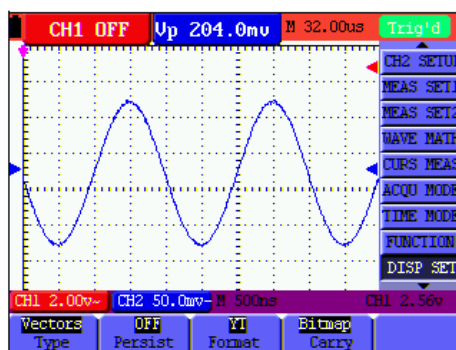 CH1 OFF Vp 204.0mv M 32.00us Trig'd
CH2 SETUP
MEAS SET1
MEAS SET2
WAVE MATH
CURS MEAS
ACQU MODE
TIME MODE
FUNCTION
DISP SET
CH1 2.00v~ CH2 50.0mv- M 500ns CH1 2.56v
Vectors OFF YT Bitmap
Type Persist Format Carry